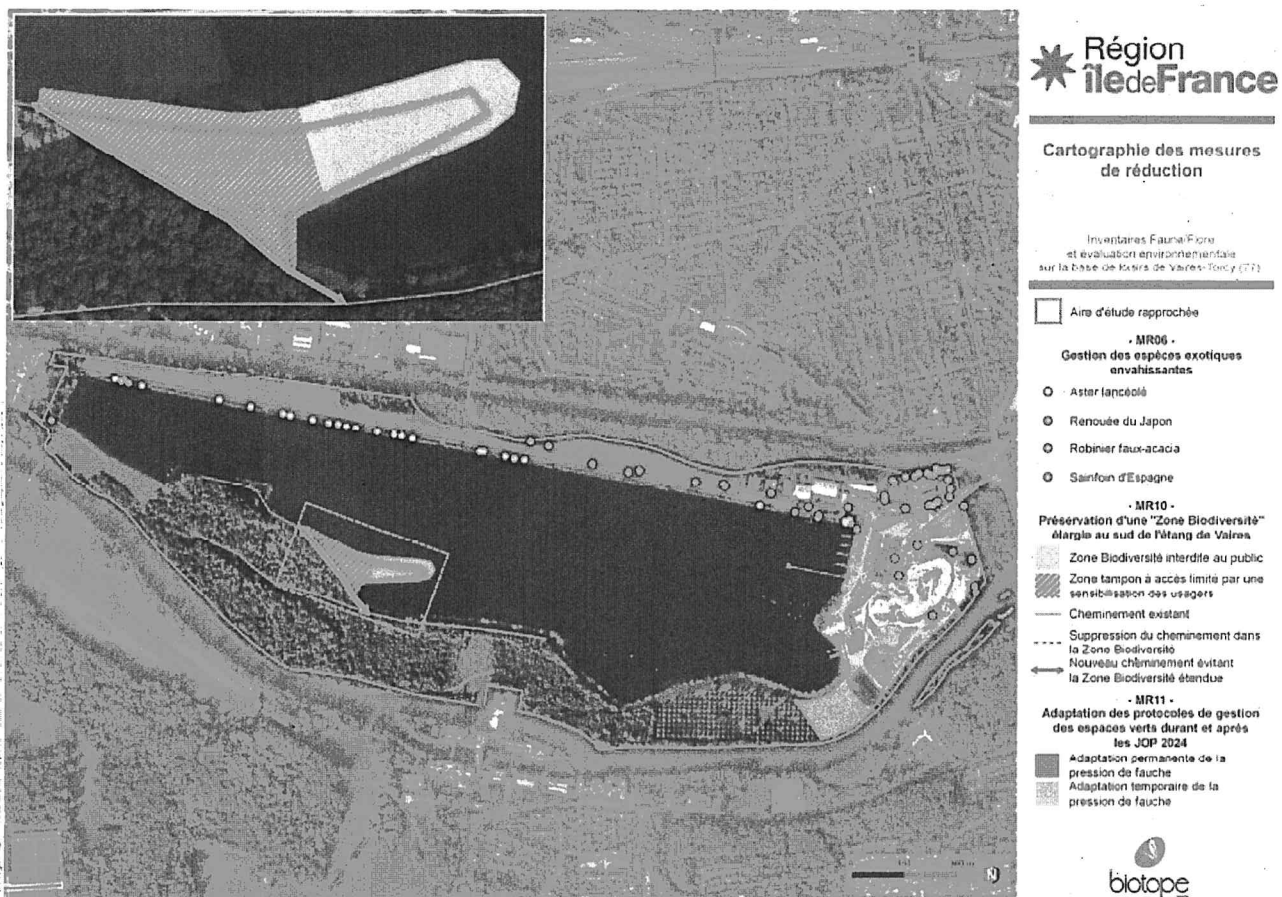 Région
îledeFrance
Cartographie des mesures
de réduction
Inventaires Faune/Flore
et évaluation environnementale
sur la base de loisirs de Vaires-Torcy (77)
Aire d'étude rapprochée
- MR06 -
Gestion des espèces exotiques
envahissantes
Aster lancéolé
Renouée du Japon
Robinier faux-acacia
Sainfoin d'Espagne
- MR10 -
Préservation d'une "Zone Biodiversité"
élargie au sud de l'étang de Vaires
Zone Biodiversité interdite au public
Zone tampon à accès limité par une
sensibilisation des usagers
Cheminement existant
Suppression du cheminement dans
la Zone Biodiversité
Nouveau cheminement évitant
la Zone Biodiversité étendue
- MR11 -
Adaptation des protocoles de gestion
des espaces verts durant et après
les JOP 2024
Adaptation permanente de la
pression de fauche
Adaptation temporaire de la
pression de fauche
biotope